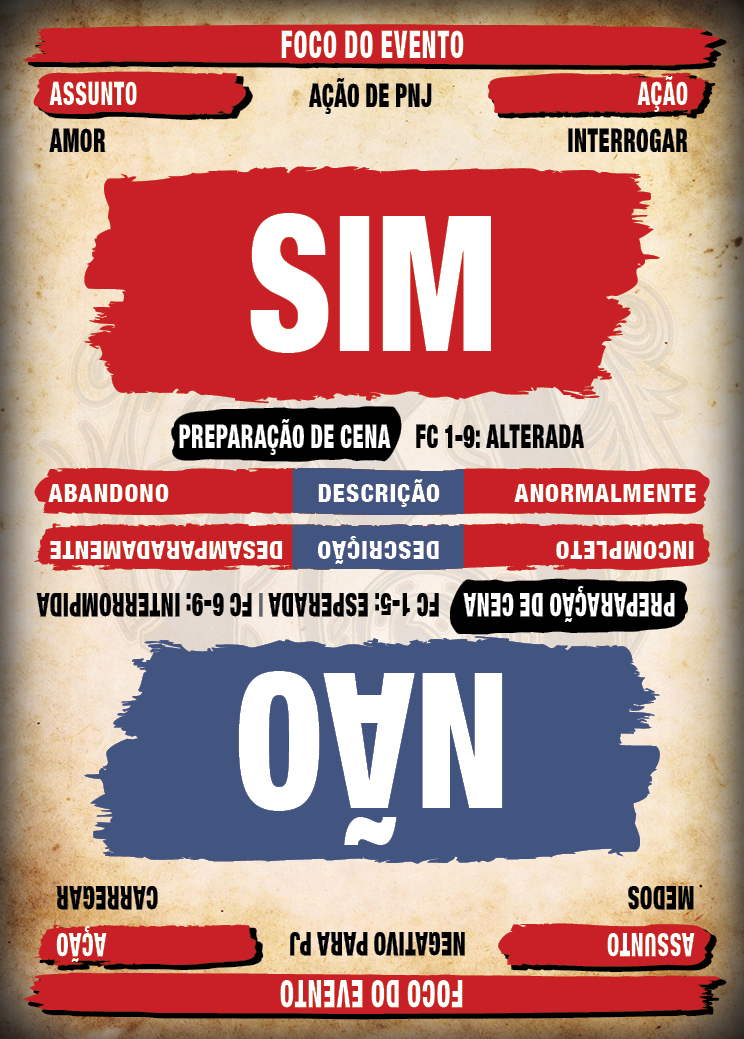 FOCO DO EVENTO
ASSUNTO AÇÃO DE PNJ AÇÃO
AMOR INTERROGAR
SIM
PREPARAÇÃO DE CENA FC 1-9: ALTERADA
ABANDONO DESCRIÇÃO ANORMALMENTE
INCOMPLETO DESCRIÇÃO DESAMPARADAMENTE
PREPARAÇÃO DE CENA FC 1-5: ESPERADA | FC 6-9: INTERROMPIDA
NÃO
MEDOS CARREGAR
ASSUNTO NEGATIVO PARA PJ AÇÃO
FOCO DO EVENTO